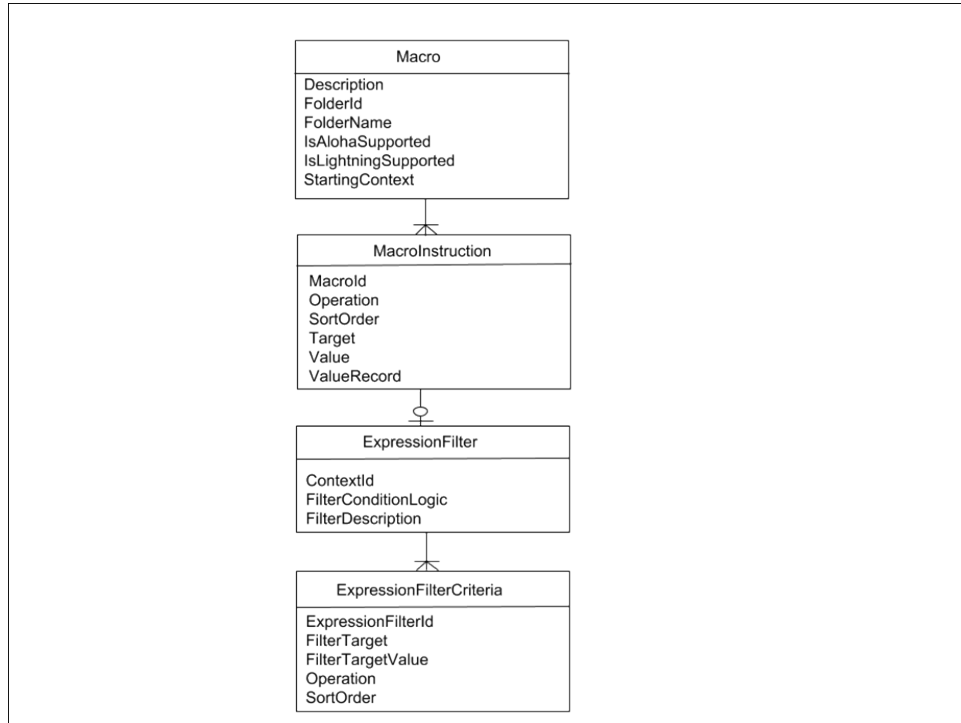 Macro
Description
FolderId
FolderName
IsAlohaSupported
IsLightningSupported
StartingContext
MacroInstruction
MacroId
Operation
SortOrder
Target
Value
ValueRecord
ExpressionFilter
ContextId
FilterConditionLogic
FilterDescription
ExpressionFilterCriteria
ExpressionFilterId
FilterTarget
FilterTargetValue
Operation
SortOrder